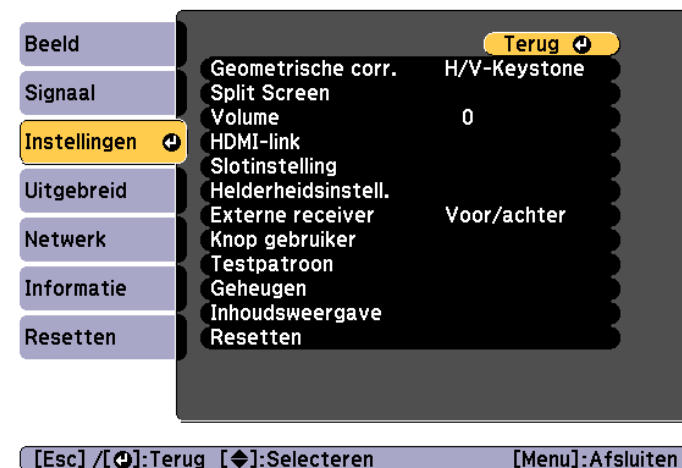 Beeld
Signaal
Instellingen
Uitgebreid
Netwerk
Informatie
Resetten
Terug
Geometrische corr. H/V-Keystone
Split Screen
Volume 0
HDMI-link
Slotinstelling
Helderheidsinstell.
Externe receiver Voor/achter
Knop gebruiker
Testpatroon
Geheugen
Inhoudsweergave
Resetten
[Esc] /[⏎]:Terug [◆]:Selecteren [Menu]:Afsluiten